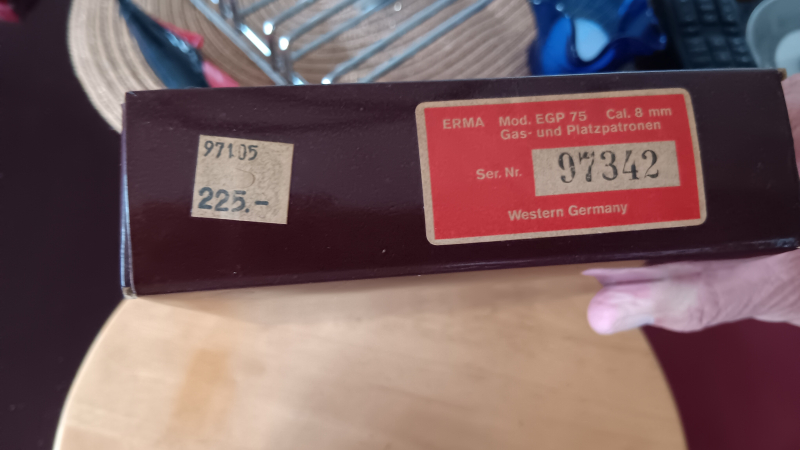 97105
225.-
ERMA Mod. EGP 75 Cal. 8 mm
Gas- und Platzpatronen
Ser. Nr. 97342
Western Germany